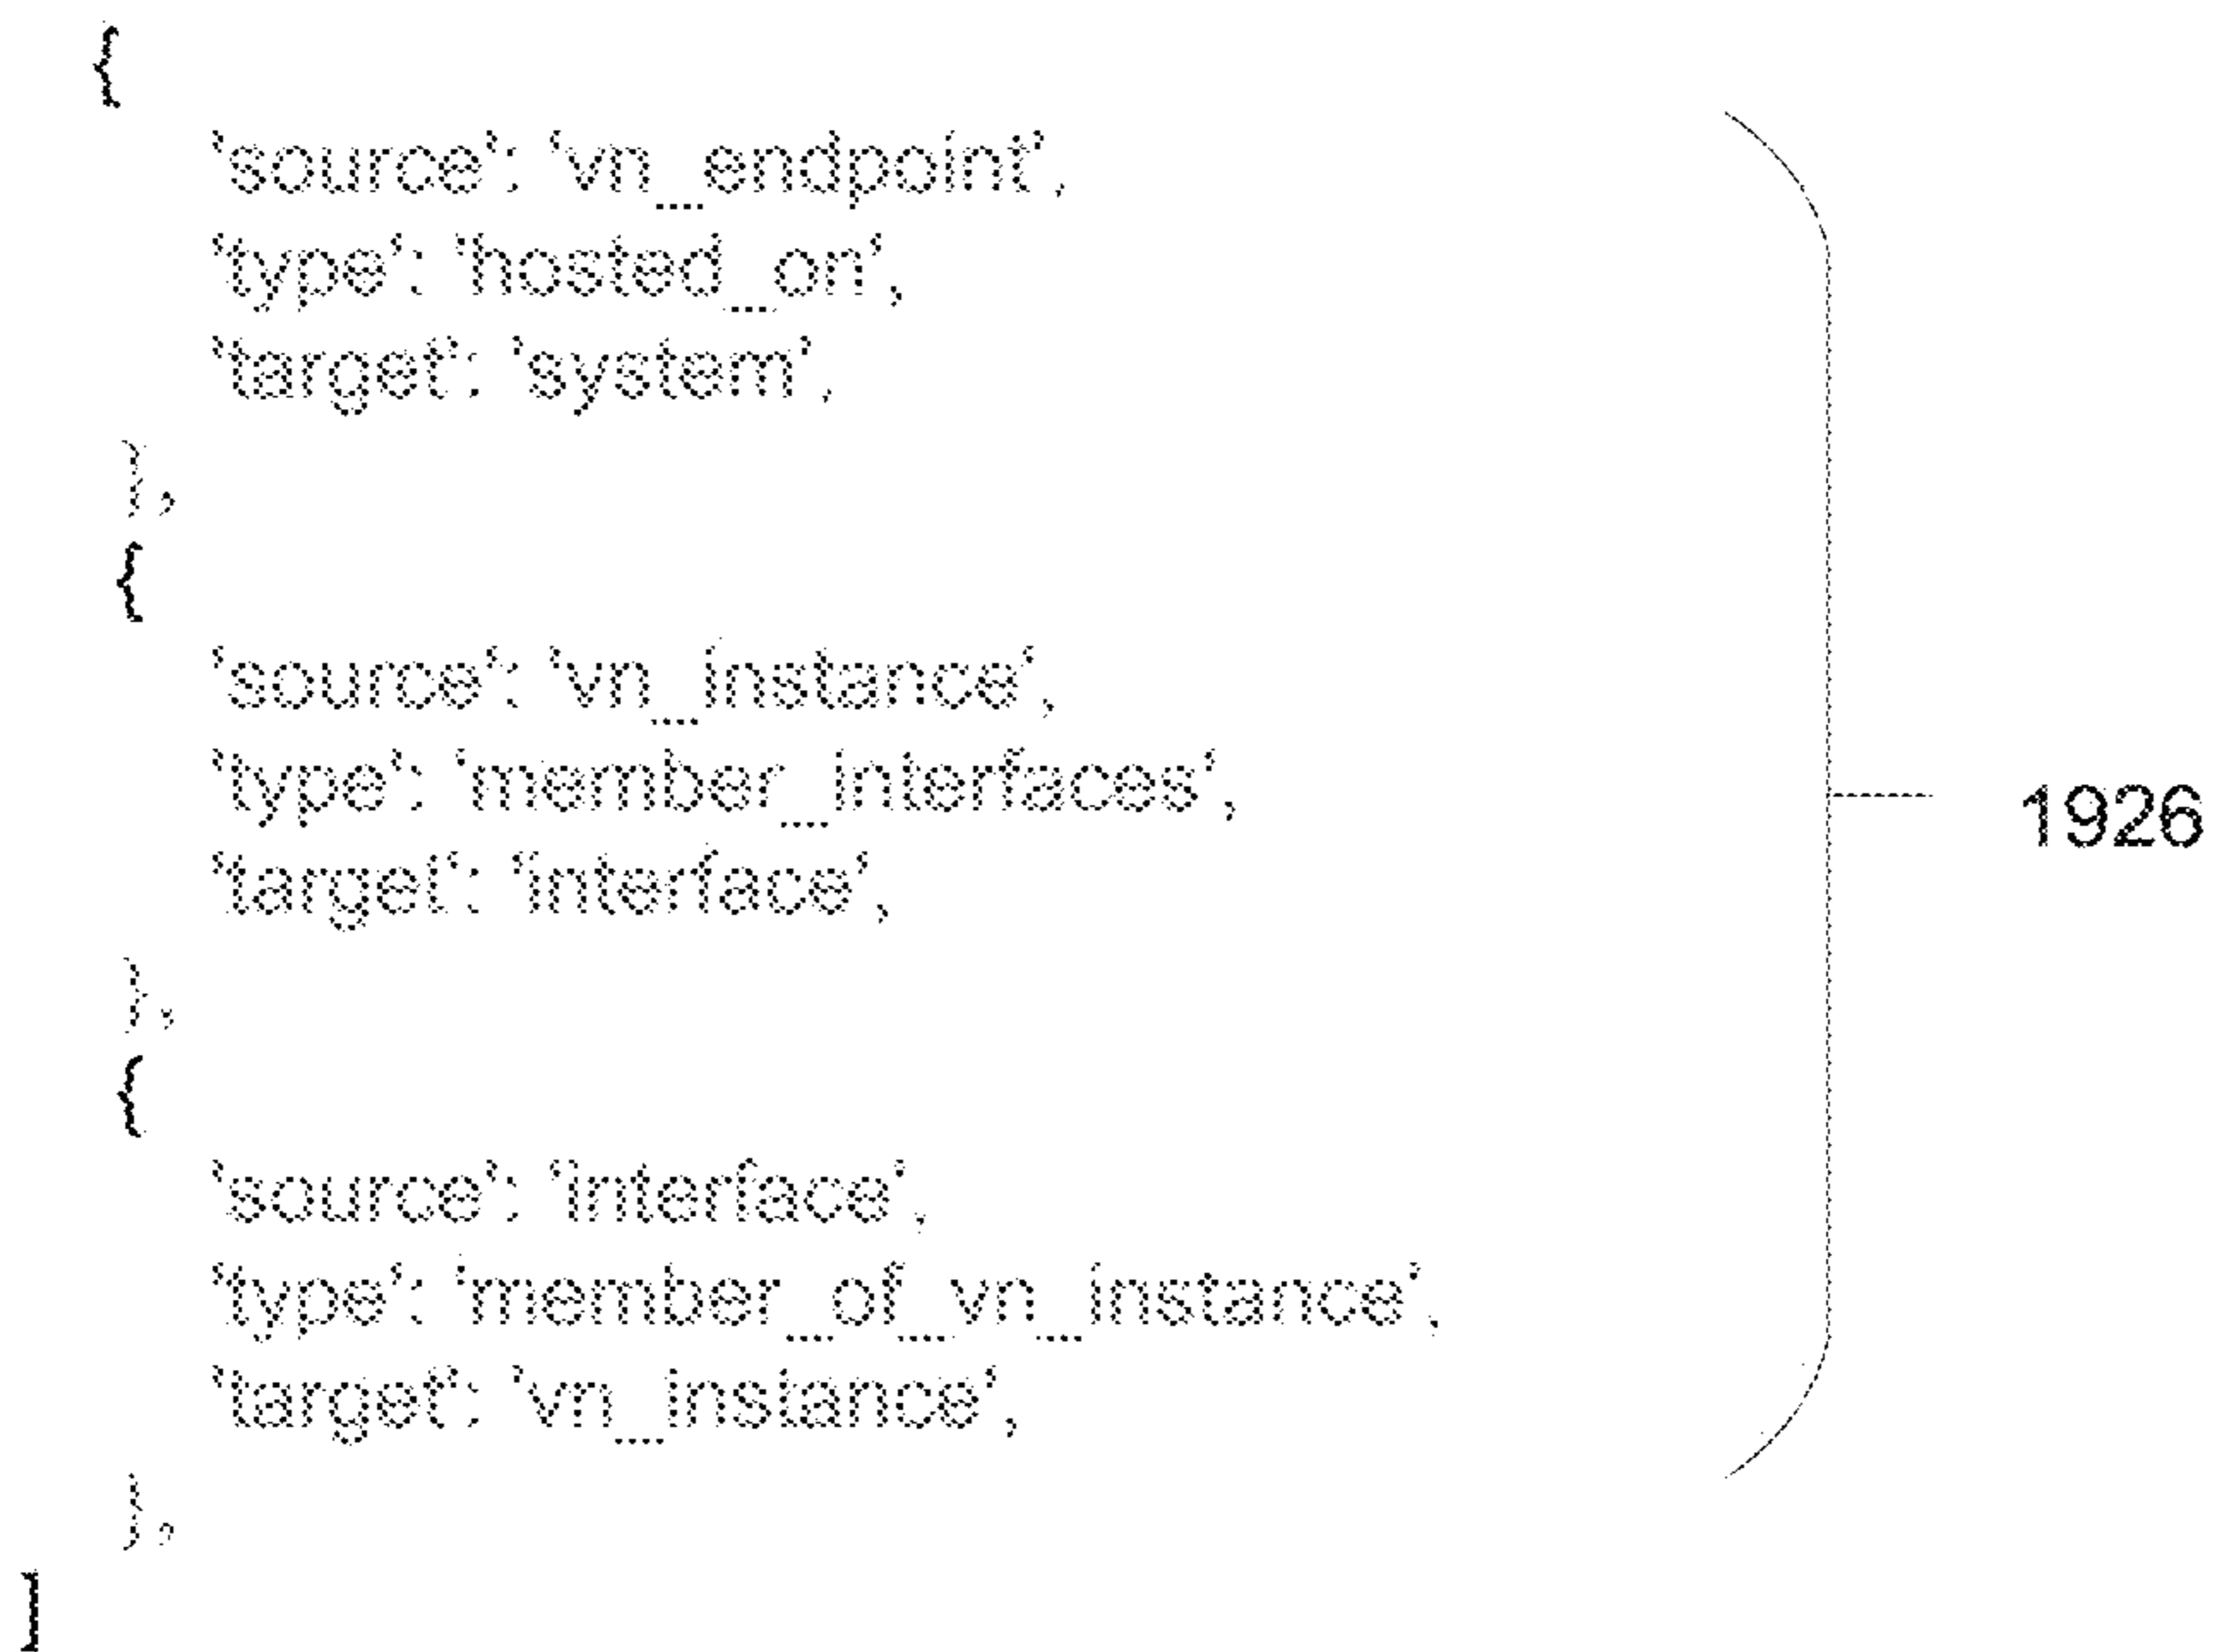 {
'source': 'vn_endpoint',
'type': 'hosted_on',
'target': 'system',
},
{
'source': 'vn_instance',
'type': 'member_interfaces',
'target': 'interface',
},
{
'source': 'interface',
'type': 'member_of_vn_instance',
'target': 'vn_instance',
},
]
1926